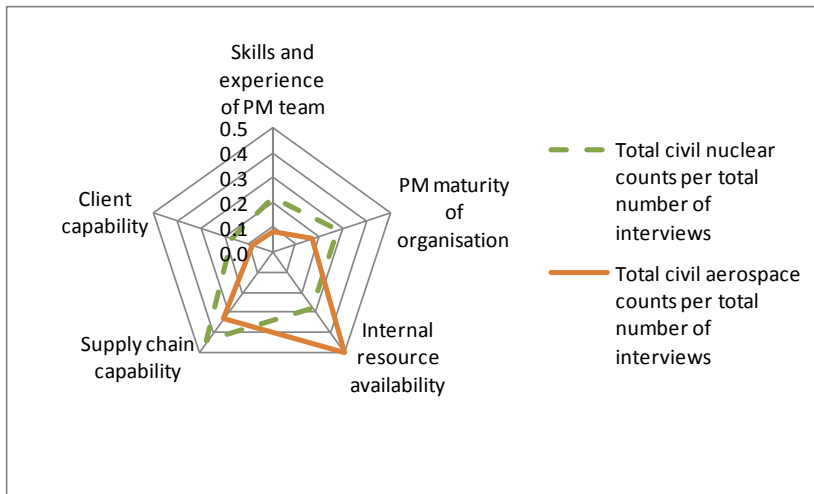 Skills and
experience
of PM team
0.5
0.4
0.3
0.2
0.1
0.0
PM maturity
of
organisation
Internal
resource
availability
Supply chain
capability
Client
capability
Total civil nuclear
counts per total
number of
interviews
Total civil aerospace
counts per total
number of
interviews